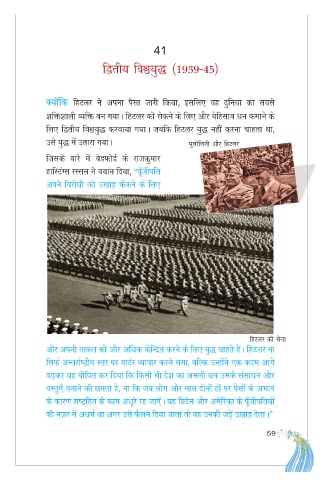 41
द्वितीय विश्वयुद्ध (1939-45)
क्योंकि हिटलर ने अपना पैसा जारी किया, इसलिए वह दुनिया का सबसे
शक्तिशाली व्यक्ति बन गया। हिटलर को रोकने के लिए और बेहिसाब धन कमाने के
लिए द्वितीय विश्वयुद्ध करवाया गया। जबकि हिटलर युद्ध नहीं करना चाहता था,
उसे युद्ध में उतारा गया।
मुसोलिनी और हिटलर
जिसके बारे में बेडफोर्ड के राजकुमार
हास्टिंग्स रस्सल ने बयान दिया, "पूंजीपति
अपने विरोधी को उखाड़ फेंकने के लिए
हिटलर की सेना
और अपनी ताकत को और अधिक केन्द्रित करने के लिए युद्ध चाहते हैं। हिटलर ना
सिर्फ अन्तर्राष्ट्रीय स्तर पर बार्टर व्यापार करने लगा, बल्कि उन्होंने एक कदम आगे
बढ़कर यह घोषित कर दिया कि किसी भी देश का असली धन उसके संसाधन और
वस्तुएँ बनाने की क्षमता है, ना कि जब लोग और माल दोनों हों पर पैसों के अभाव
के कारण राष्ट्रहित के काम अधूरे रह जाएँ। यह ब्रिटेन और अमेरिका के पूंजीपतियों
की नज़र में अधर्म था अगर उसे फैलने दिया जाता तो वह उनकी जड़ें उखाड़ देता।"
59